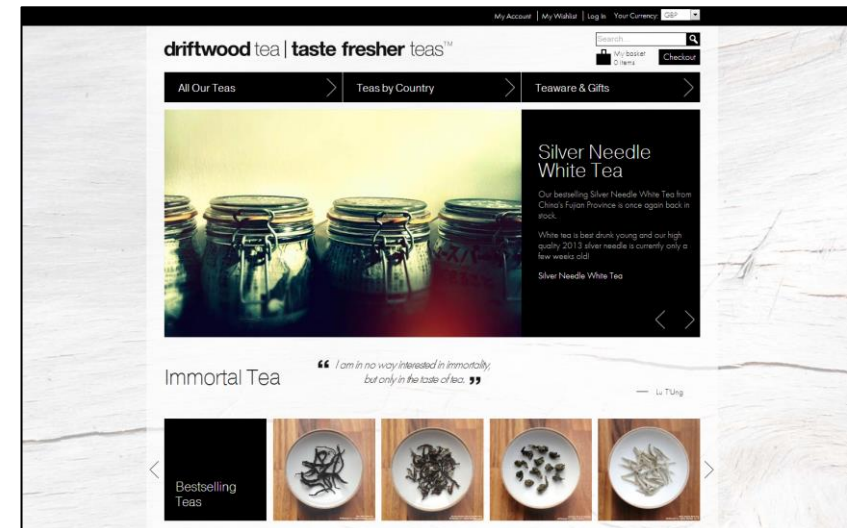 My Account | My Wishlist | Log In Your Currency: GBP
driftwood tea | taste fresher teas™
Search...
My basket
0 items
Checkout
All Our Teas
Teas by Country
Teaware & Gifts
Silver Needle
White Tea
Our bestselling Silver Needle White Tea from
China's Fujian Province is once again back in
stock.
White tea is best drunk young and our high
quality 2013 silver needle is currently only a
few weeks old!
Silver Needle White Tea
Immortal Tea
“ I am in no way interested in immortality,
but only in the taste of tea. ”
— Lu T'Ung
Bestselling
Teas